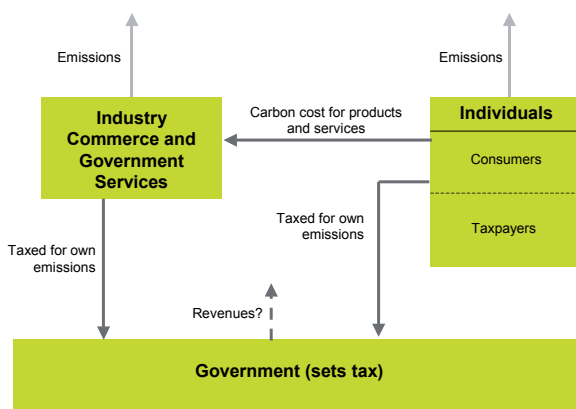 Emissions
Emissions
Industry
Commerce and
Government
Services
Carbon cost for products
and services
Individuals
Consumers
Taxpayers
Taxed for own
emissions
Taxed for own
emissions
Revenues?
Government (sets tax)